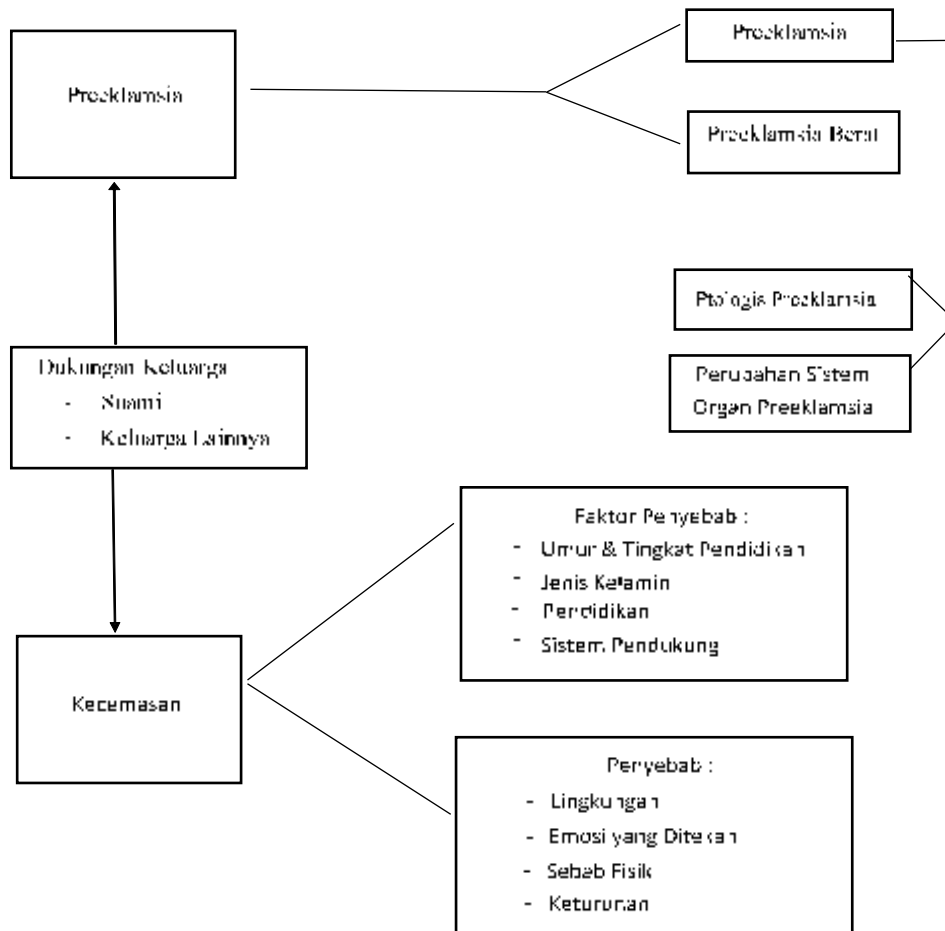 Preeklamsia
Preeklamsia
Preeklamsia Berat
Ptologis Preeklamsia
Perubahan Sistem
Organ Preeklamsia
Dukungan Keluarga
- Suami
- Keluarga Lainnya
Faktor Penyebab :
- Umur & Tingkat Pendidikan
- Jenis Kelamin
- Pendidikan
- Sistem Pendukung
Kecemasan
Penyebab :
- Lingkungan
- Emosi yang Ditekan
- Sebab Fisik
- Keturunan